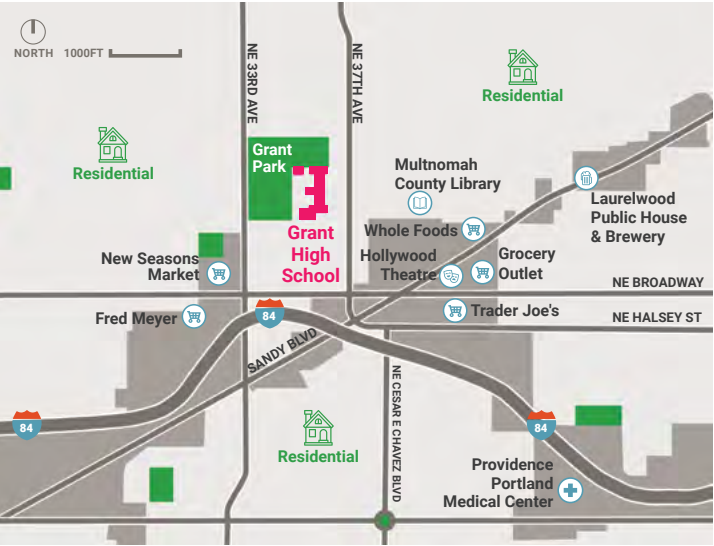 NORTH 1000FT
NE 33RD AVE
NE 37TH AVE
Residential
Residential
Grant
Park
Grant
High
School
Multnomah
County Library
Whole Foods
Hollywood
Theatre
Grocery
Outlet
Laurelwood
Public House
& Brewery
New Seasons
Market
Fred Meyer
84
Trader Joe's
NE BROADWAY
NE HALSEY ST
SANDY BLVD
NE CESAR E CHAVEZ BLVD
84
84
Residential
Providence
Portland
Medical Center